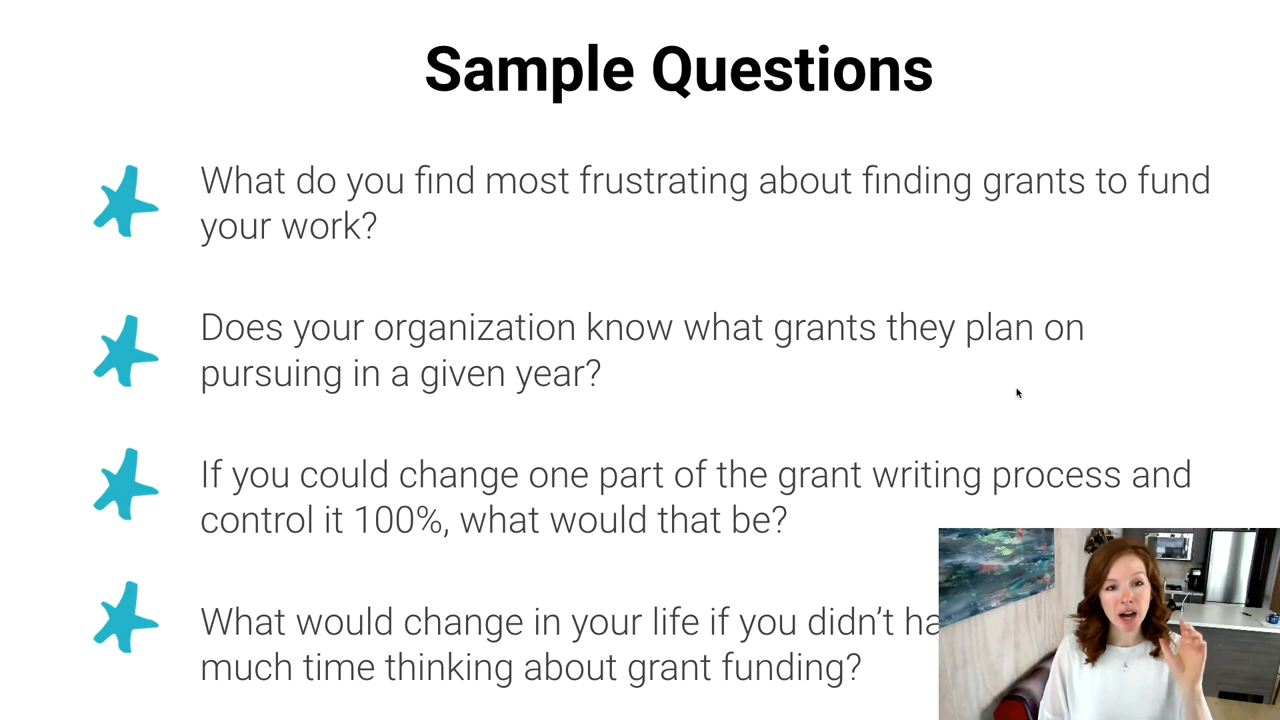 Sample Questions
What do you find most frustrating about finding grants to fund
your work?
Does your organization know what grants they plan on
pursuing in a given year?
If you could change one part of the grant writing process and
control it 100%, what would that be?
What would change in your life if you didn’t
much time thinking about grant funding?